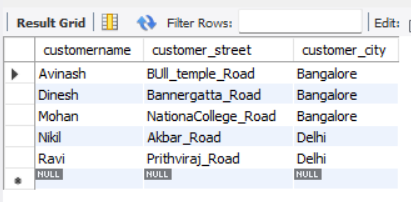 Result Grid Filter Rows: Edit:
customername customer_street customer_city
Avinash BUll_temple_Road Bangalore
Dinesh Bannergatta_Road Bangalore
Mohan NationaCollege_Road Bangalore
Nikil Akbar_Road Delhi
Ravi Prithviraj_Road Delhi
NULL NULL NULL